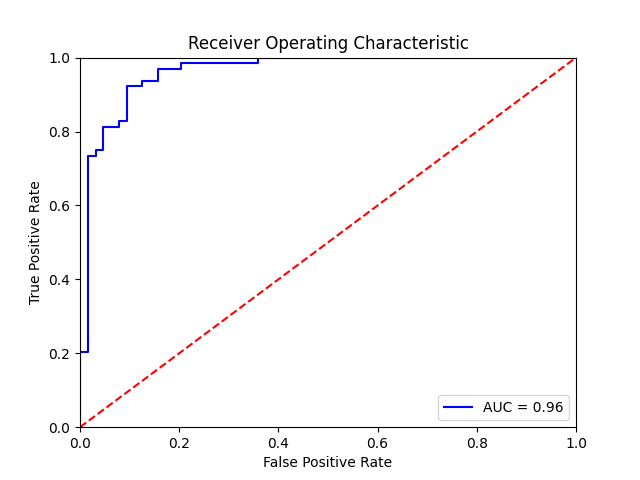 Receiver Operating Characteristic
True Positive Rate
1.0
0.8
0.6
0.4
0.2
0.0
AUC = 0.96
0.0 0.2 0.4 0.6 0.8 1.0
False Positive Rate